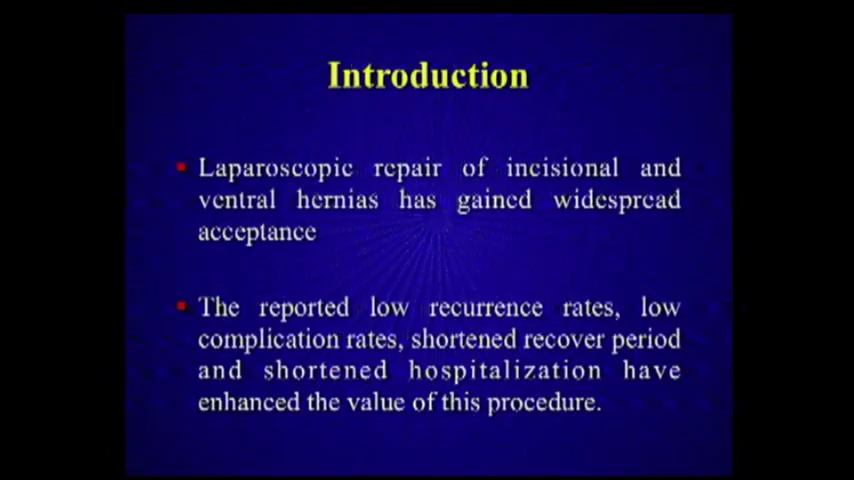 Introduction
Laparoscopic repair of incisional and
ventral hernias has gained widespread
acceptance
The reported low recurrence rates, low
complication rates, shortened recover period
and shortened hospitalization have
enhanced the value of this procedure.